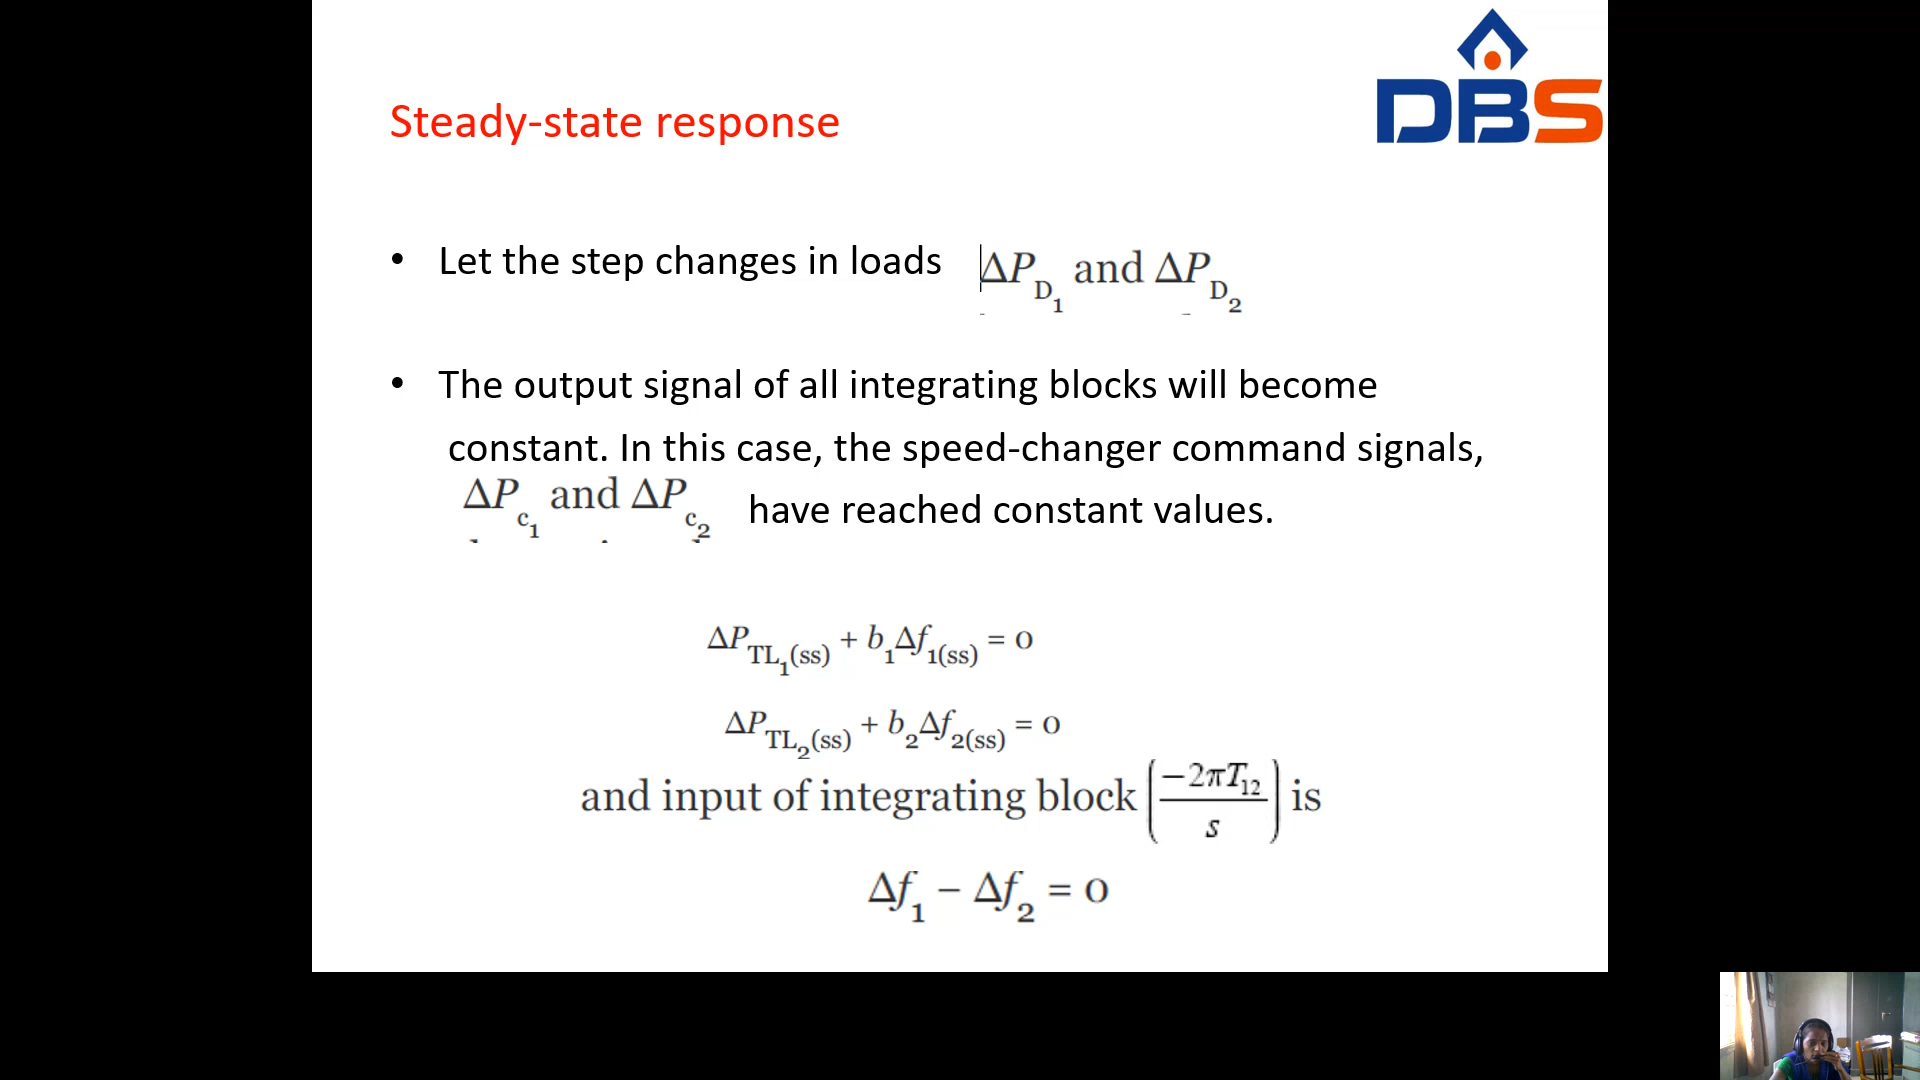 DBS
Steady-state response
• Let the step changes in loads ΔP_D₁ and ΔP_D₂
• The output signal of all integrating blocks will become
constant. In this case, the speed-changer command signals,
ΔP_c₁ and ΔP_c₂ have reached constant values.
ΔP_TL₁(ss) + b₁Δf₁(ss) = 0
ΔP_TL₂(ss) + b₂Δf₂(ss) = 0
and input of integrating block (−2πT₁₂ / s) is
Δf₁ − Δf₂ = 0